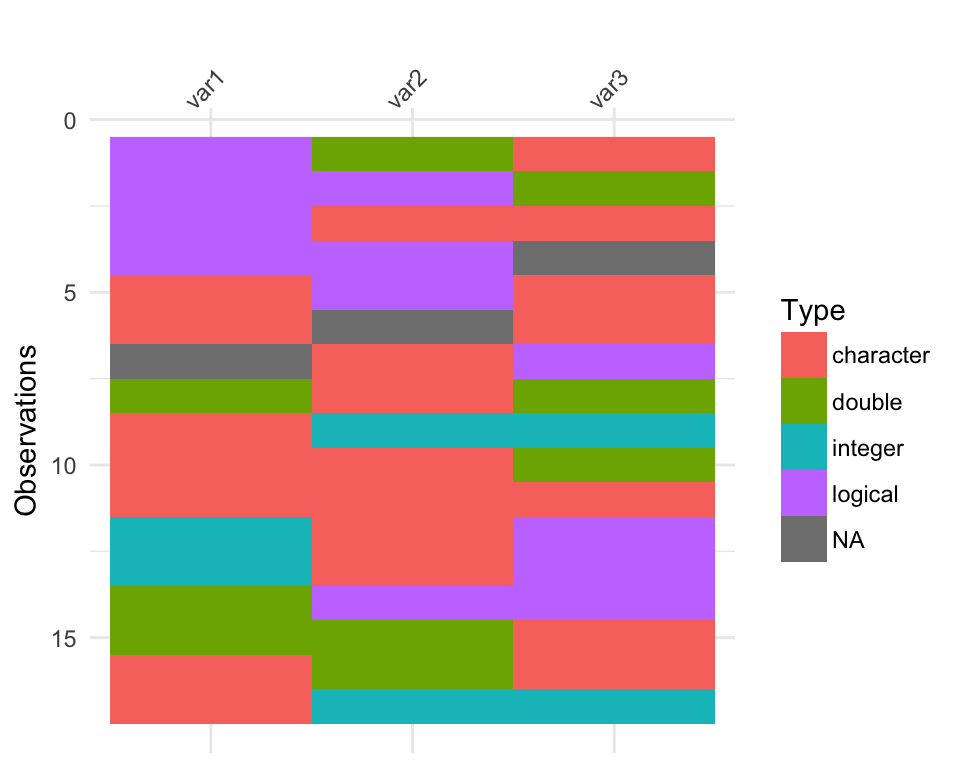 var1
var2
var3
0
5
10
15
Observations
Type
character
double
integer
logical
NA